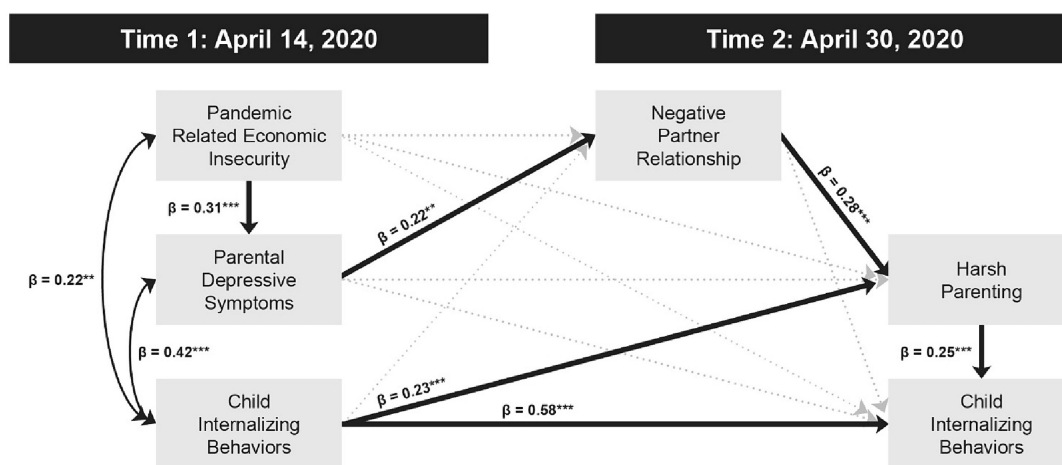 Time 1: April 14, 2020
Time 2: April 30, 2020
Pandemic
Related Economic
Insecurity
Negative
Partner
Relationship
β = 0.31***
β = 0.22**
β = 0.28***
β = 0.22**
Parental
Depressive
Symptoms
Harsh
Parenting
β = 0.42***
β = 0.25***
β = 0.23***
Child
Internalizing
Behaviors
β = 0.58***
Child
Internalizing
Behaviors